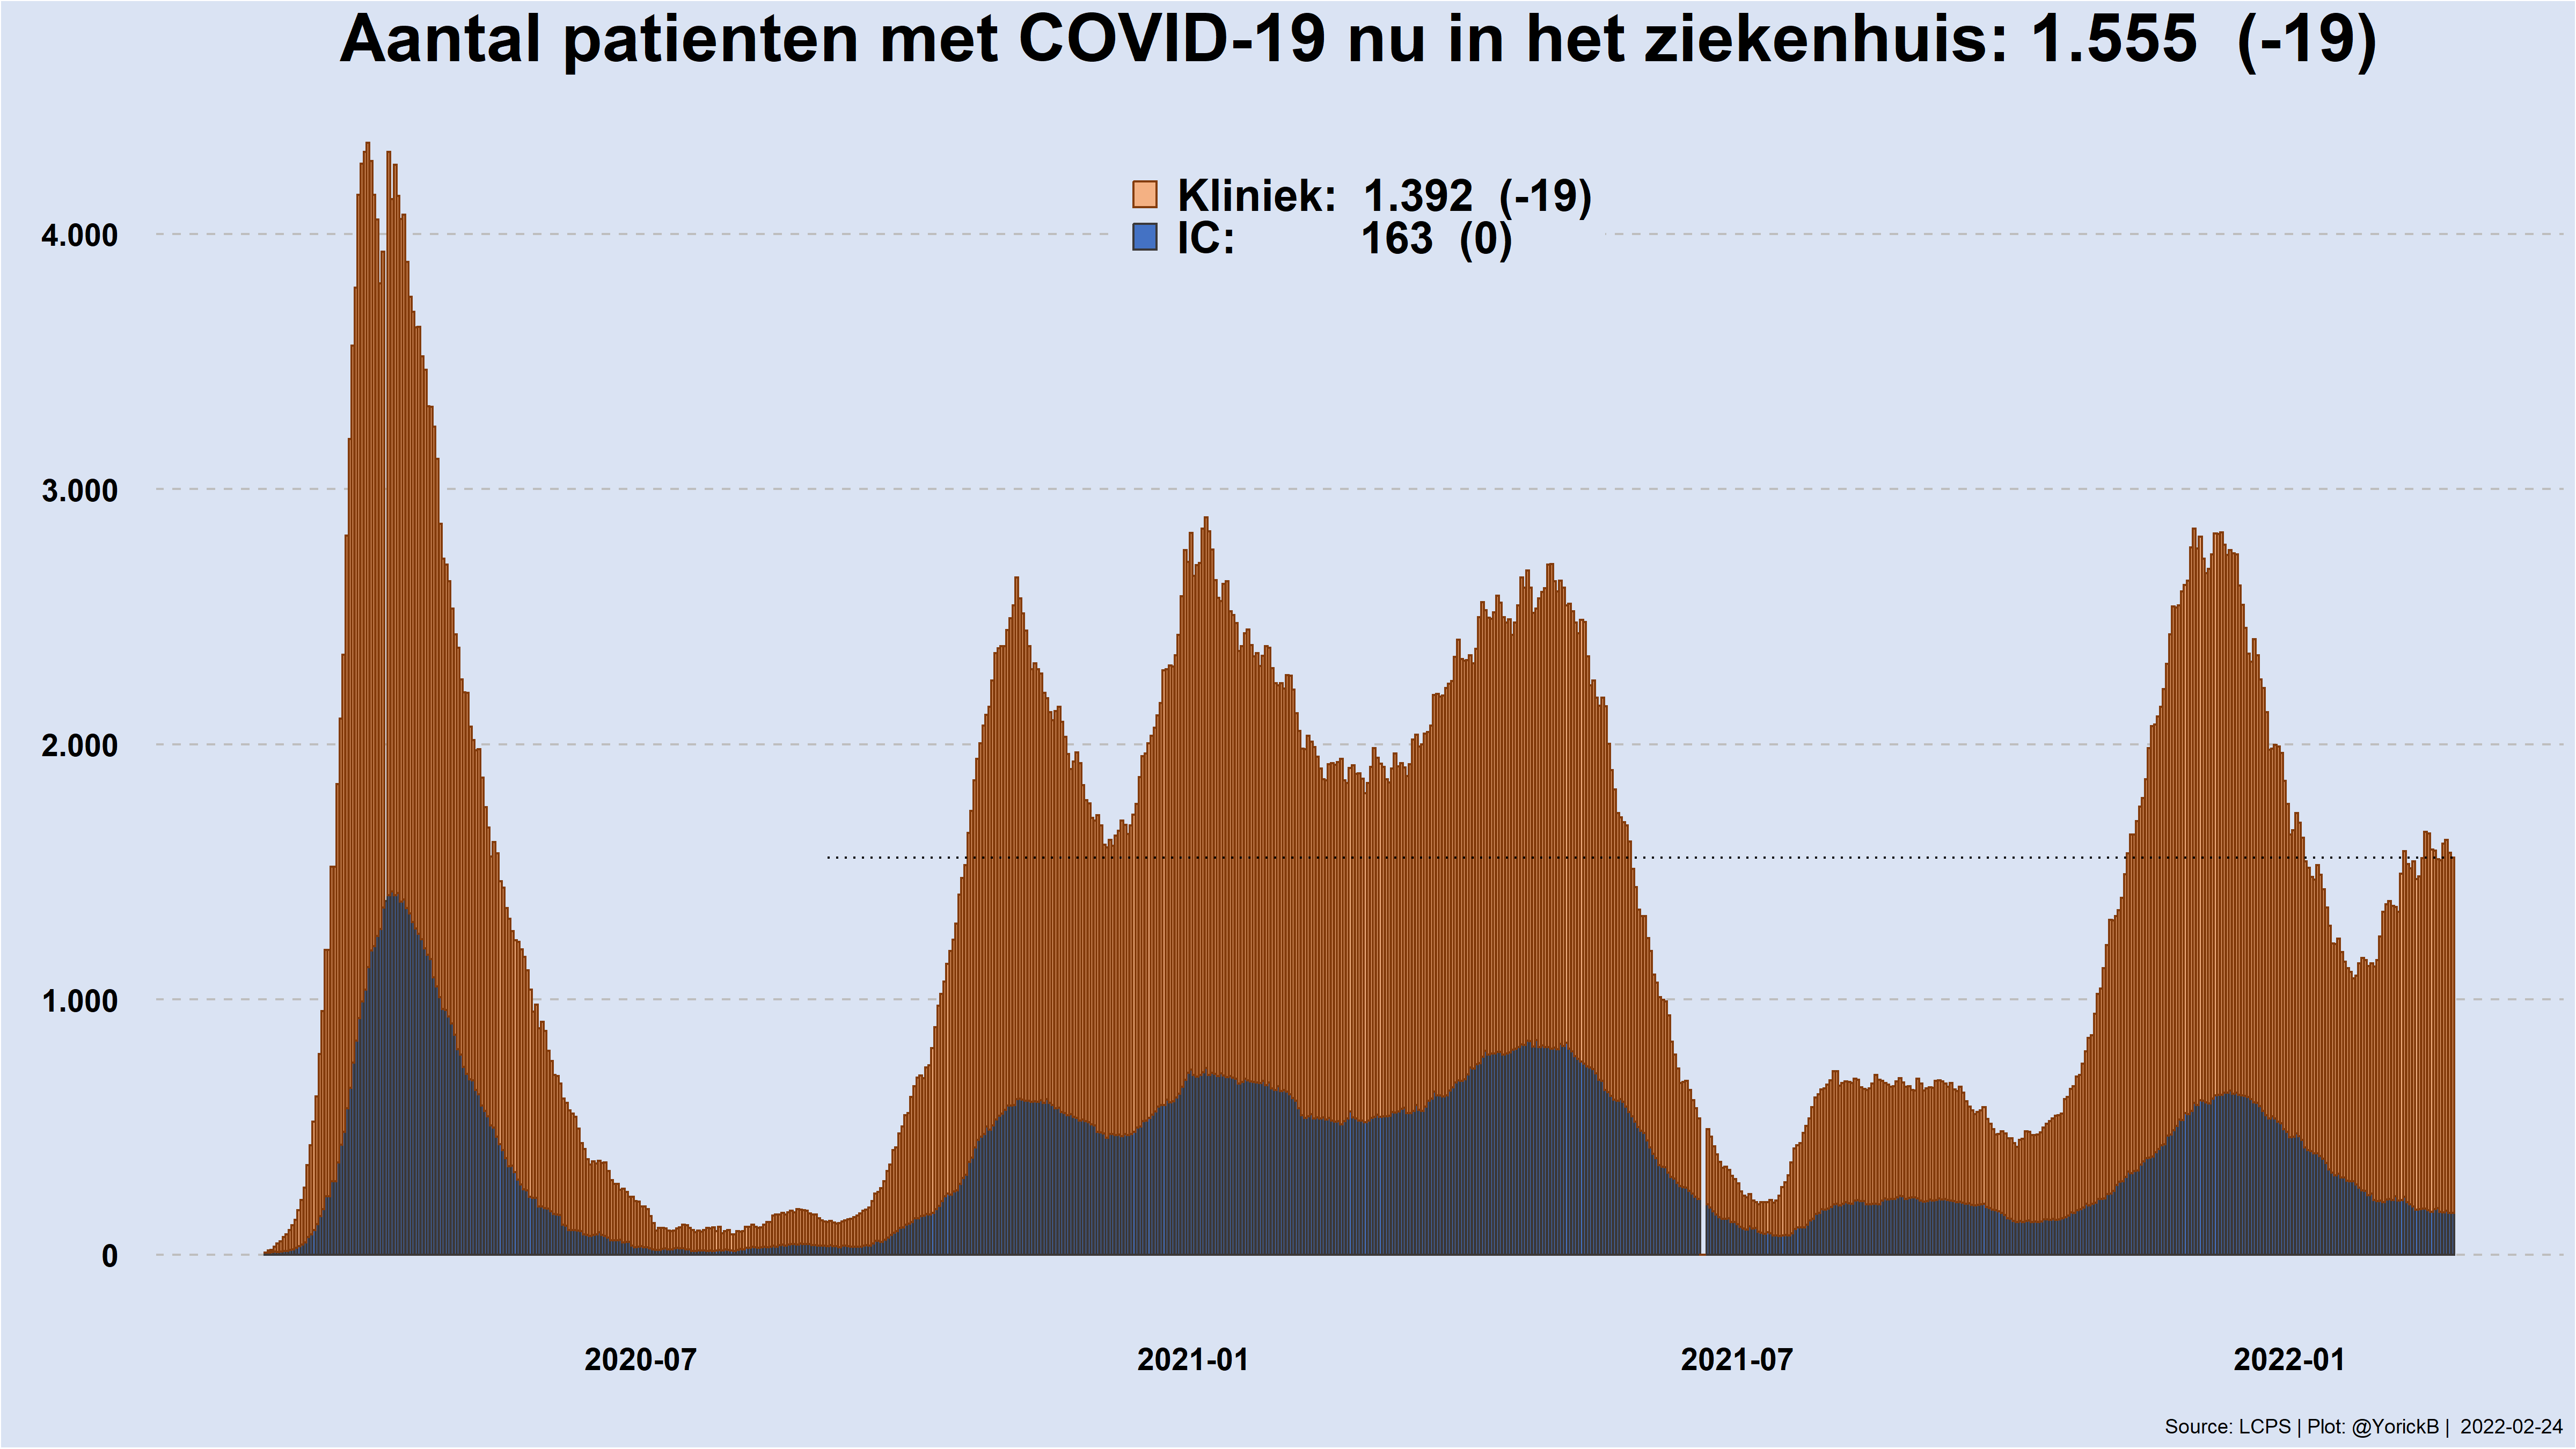 Aantal patienten met COVID-19 nu in het ziekenhuis: 1.555 (-19)
Kliniek: 1.392 (-19)
IC: 163 (0)
4.000
3.000
2.000
1.000
0
2020-07 2021-01 2021-07 2022-01
Source: LCPS | Plot: @YorickB | 2022-02-24